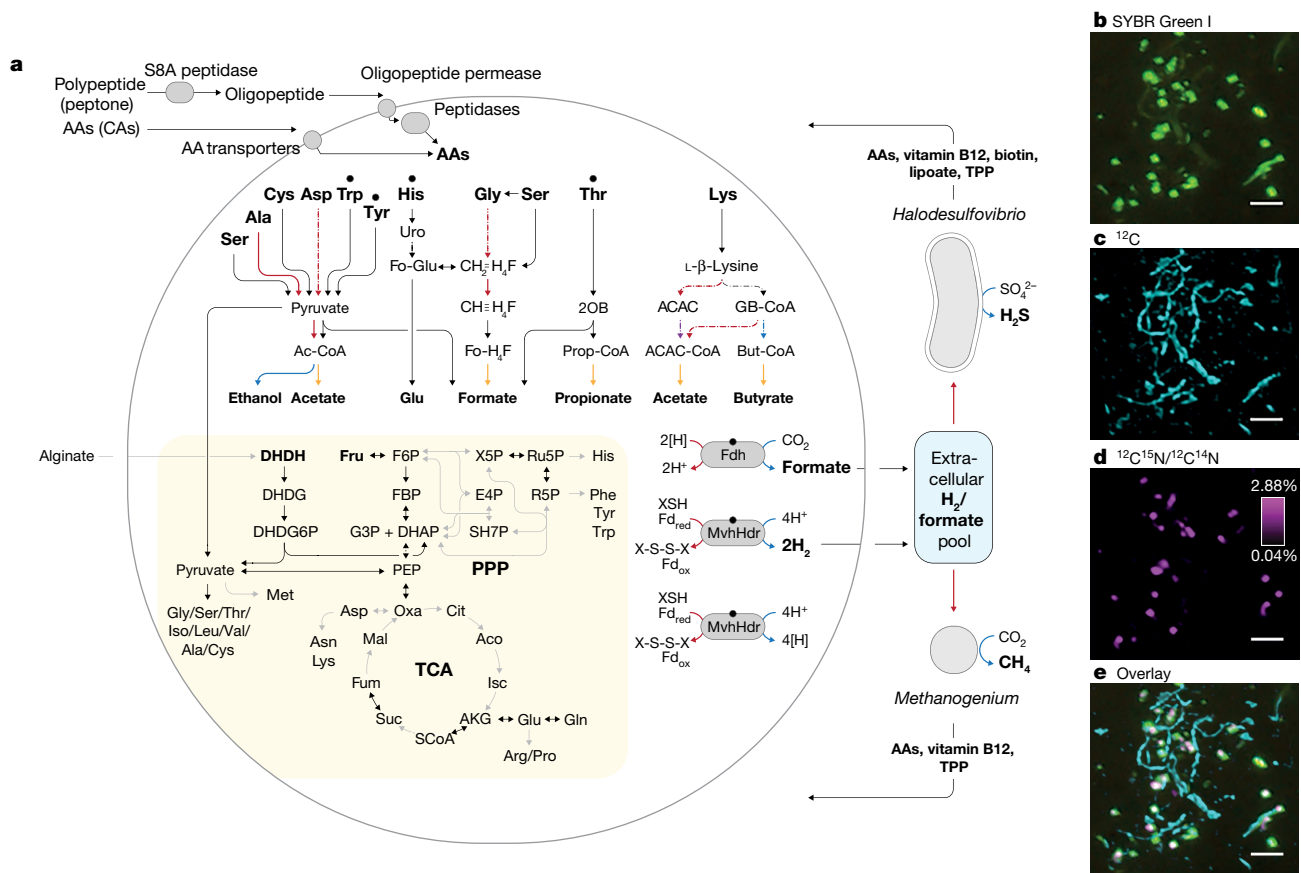 a
S8A peptidase
Polypeptide
(peptone)
Oligopeptide
Oligopeptide permease
Peptidases
AAs (CAs)
AA transporters
AAs
Cys Asp Trp
Tyr
His
Gly
Ser
Thr
Lys
Ala
Ser
Uro
Fo-Glu
CH2=H4F
L-β-Lysine
Pyruvate
CH≡H4F
2OB
ACAC
GB-CoA
Ac-CoA
Fo-H4F
Prop-CoA
ACAC-CoA
But-CoA
Ethanol
Acetate
Glu
Formate
Propionate
Acetate
Butyrate
Alginate
DHDH
Fru
F6P
X5P
Ru5P
His
DHDG
FBP
E4P
R5P
Phe
Tyr
Trp
DHDG6P
G3P + DHAP
SH7P
Pyruvate
PEP
PPP
Met
Gly/Ser/Thr/
Iso/Leu/Val/
Ala/Cys
Asp
Oxa
Cit
Asn
Lys
Mal
Aco
TCA
Fum
Isc
Suc
AKG
Glu
Gln
SCoA
Arg/Pro
2[H]
CO2
Fdh
2H+
Formate
XSH
Fdred
4H+
MvhHdr
X-S-S-X
Fdox
2H2
XSH
Fdred
4H+
MvhHdr
X-S-S-X
Fdox
4[H]
AAs, vitamin B12, biotin,
lipoate, TPP
Halodesulfovibrio
SO42–
H2S
Extra-
cellular
H2/
formate
pool
CO2
CH4
Methanogenium
AAs, vitamin B12,
TPP
b SYBR Green I
c 12C
d 12C15N/12C14N
2.88%
0.04%
e Overlay